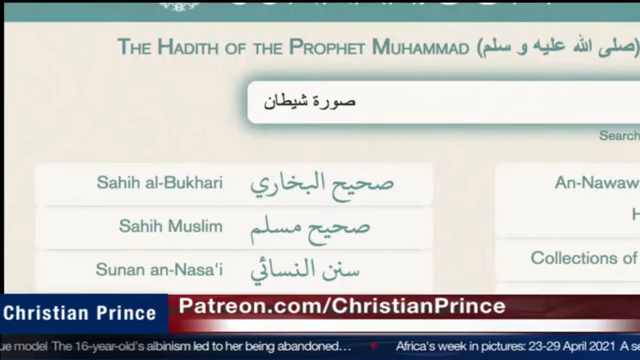 THE HADITH OF THE PROPHET MUHAMMAD (صلى الله عليه و سلم)
صورة شيطان
Search
Sahih al-Bukhari صحيح البخاري
An-Nawaw
Sahih Muslim صحيح مسلم
H
Sunan an-Nasa'i سنن النسائي
Collections of
Christian Prince
Patreon.com/ChristianPrince
ue model The 16-year-old's albinism led to her being abandoned... Africa's week in pictures: 23-29 April 2021 A se